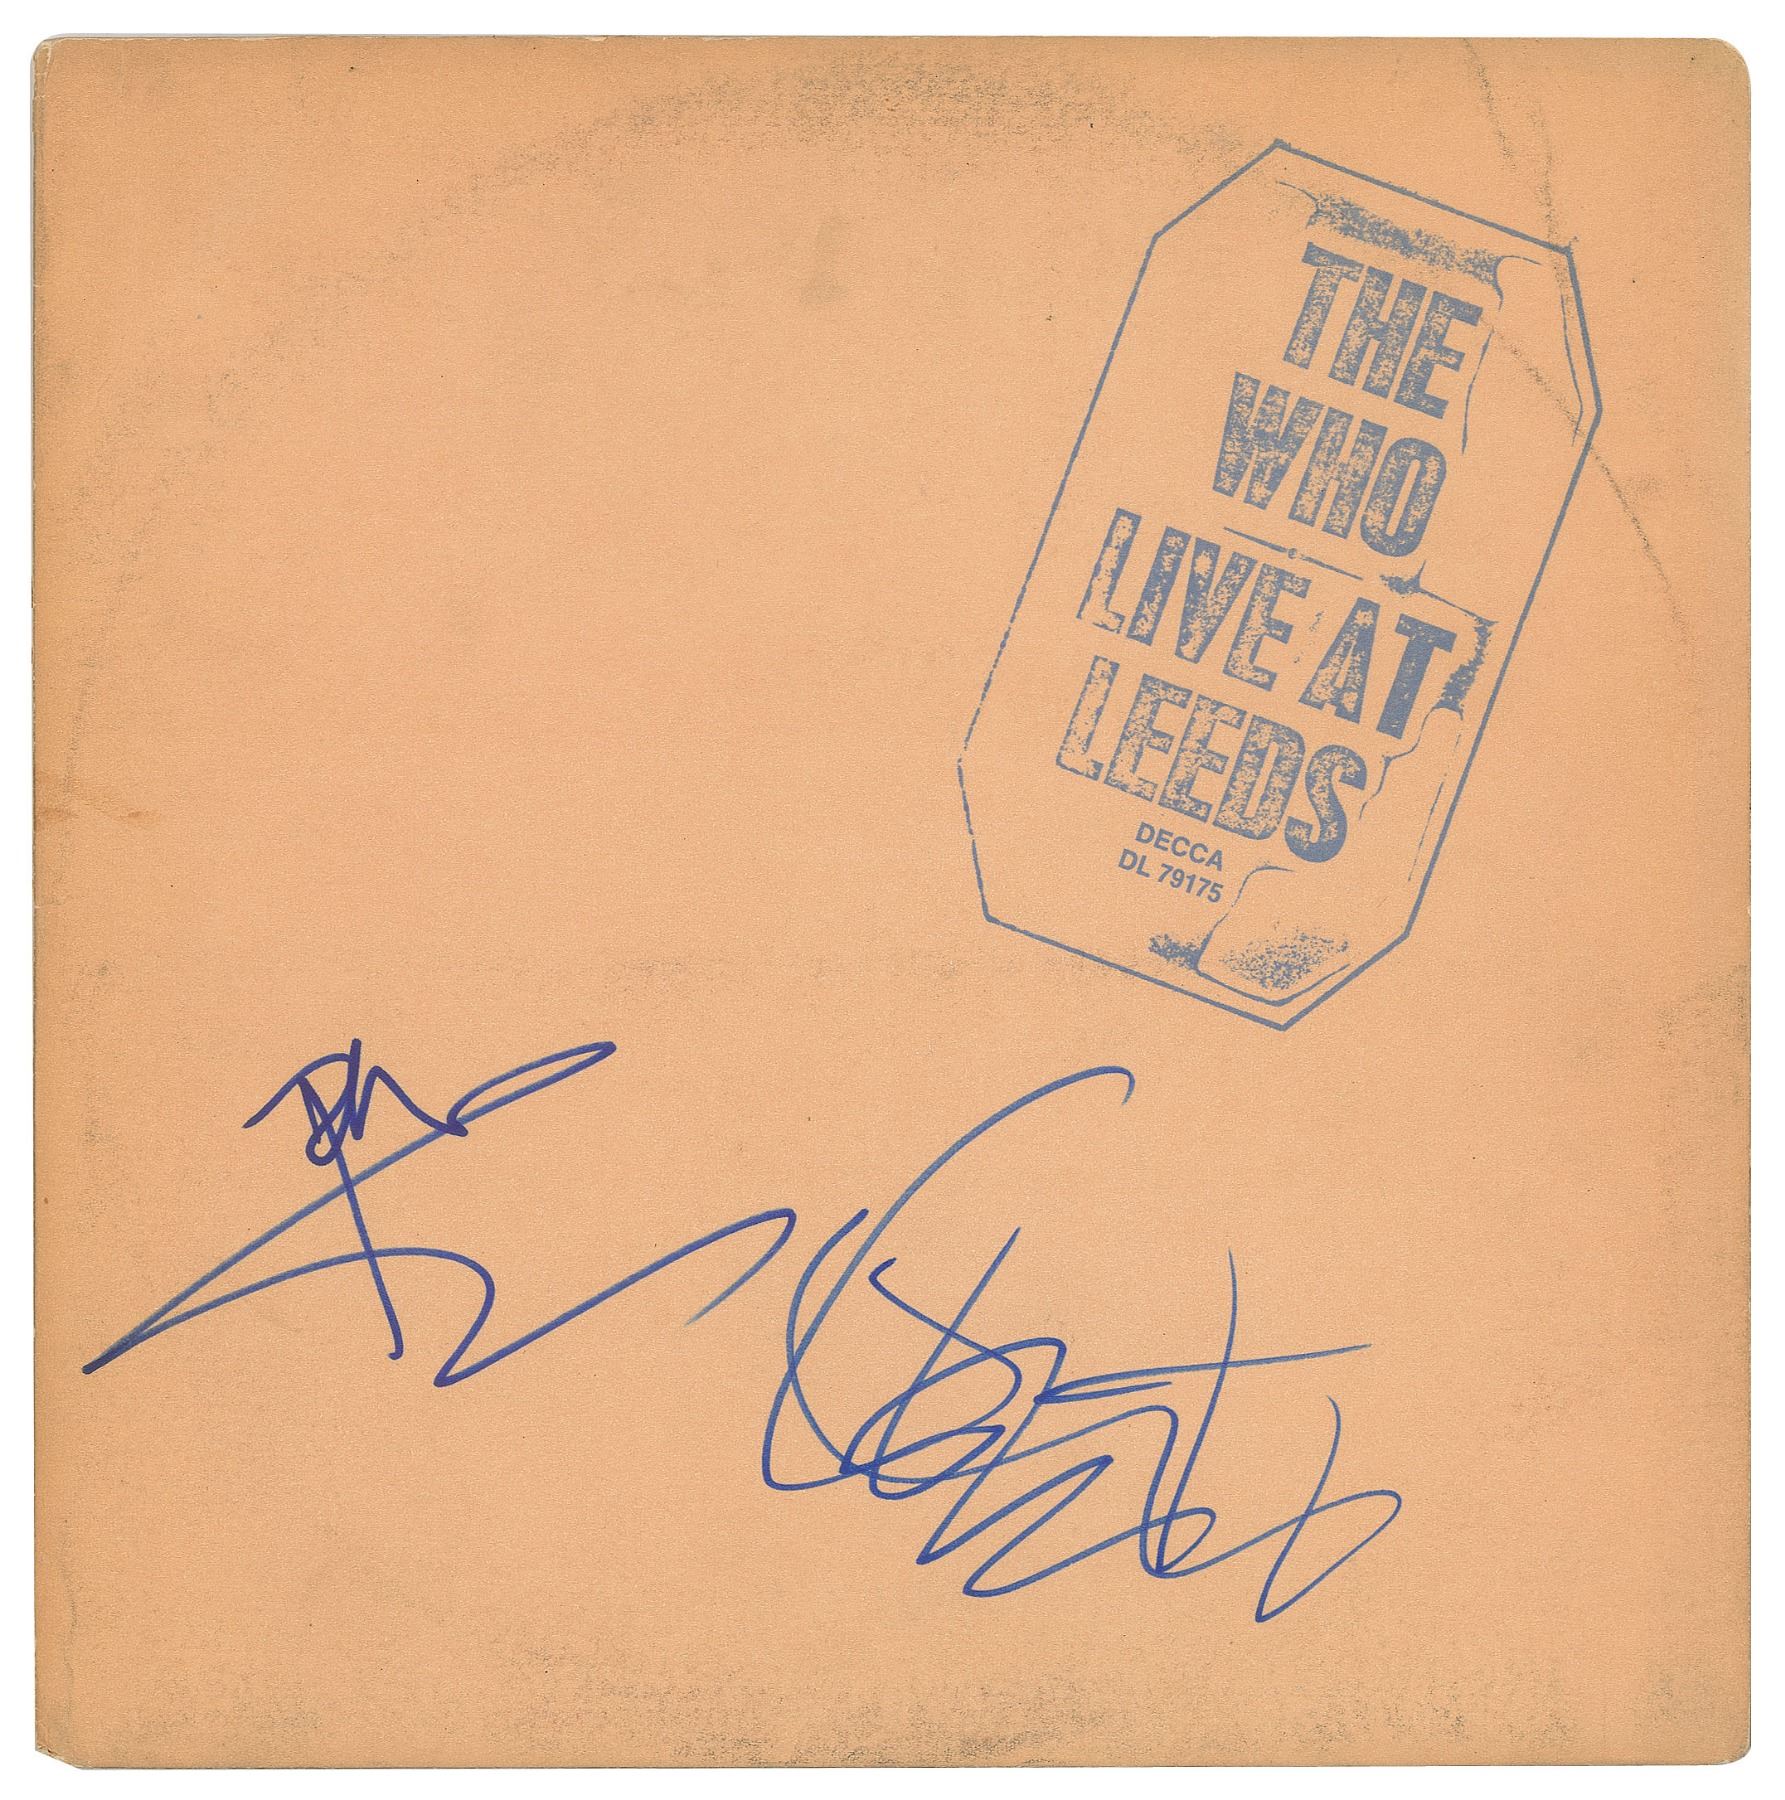 THE
WHO
LIVE AT
LEEDS
DECCA
DL 79175